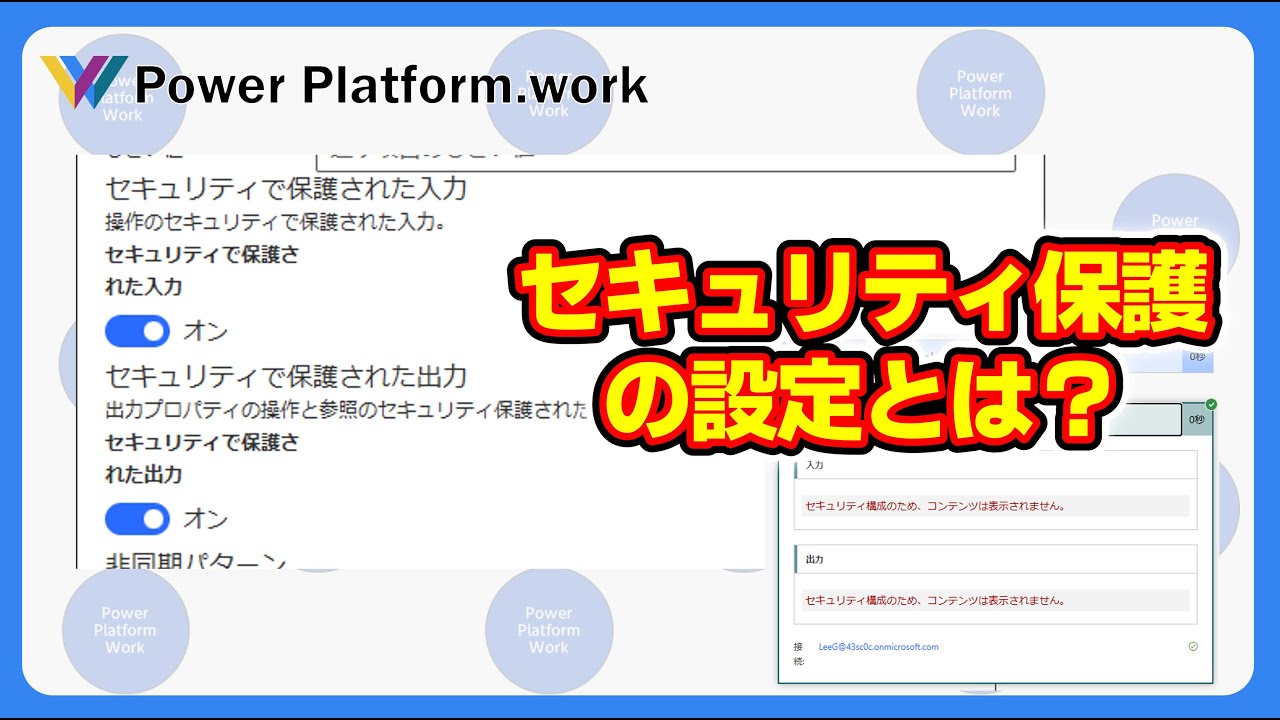 Power Platform.work
Power
Platform
Work
Power
Platform
Work
Power
Platform
Work
Power
セキュリティで保護された入力
操作のセキュリティで保護された入力。
セキュリティで保護さ
れた入力
オン
セキュリティで保護された出力
出力プロパティの操作と参照のセキュリティ保護された
セキュリティで保護さ
れた出力
オン
非同期パターン
セキュリティ保護
の設定とは？
0秒
0秒
入力
セキュリティ構成のため、コンテンツは表示されません。
出力
セキュリティ構成のため、コンテンツは表示されません。
接
続:
LeeG@43sc0c.onmicrosoft.com
Power
Platform
Work
Power
Platform
Work